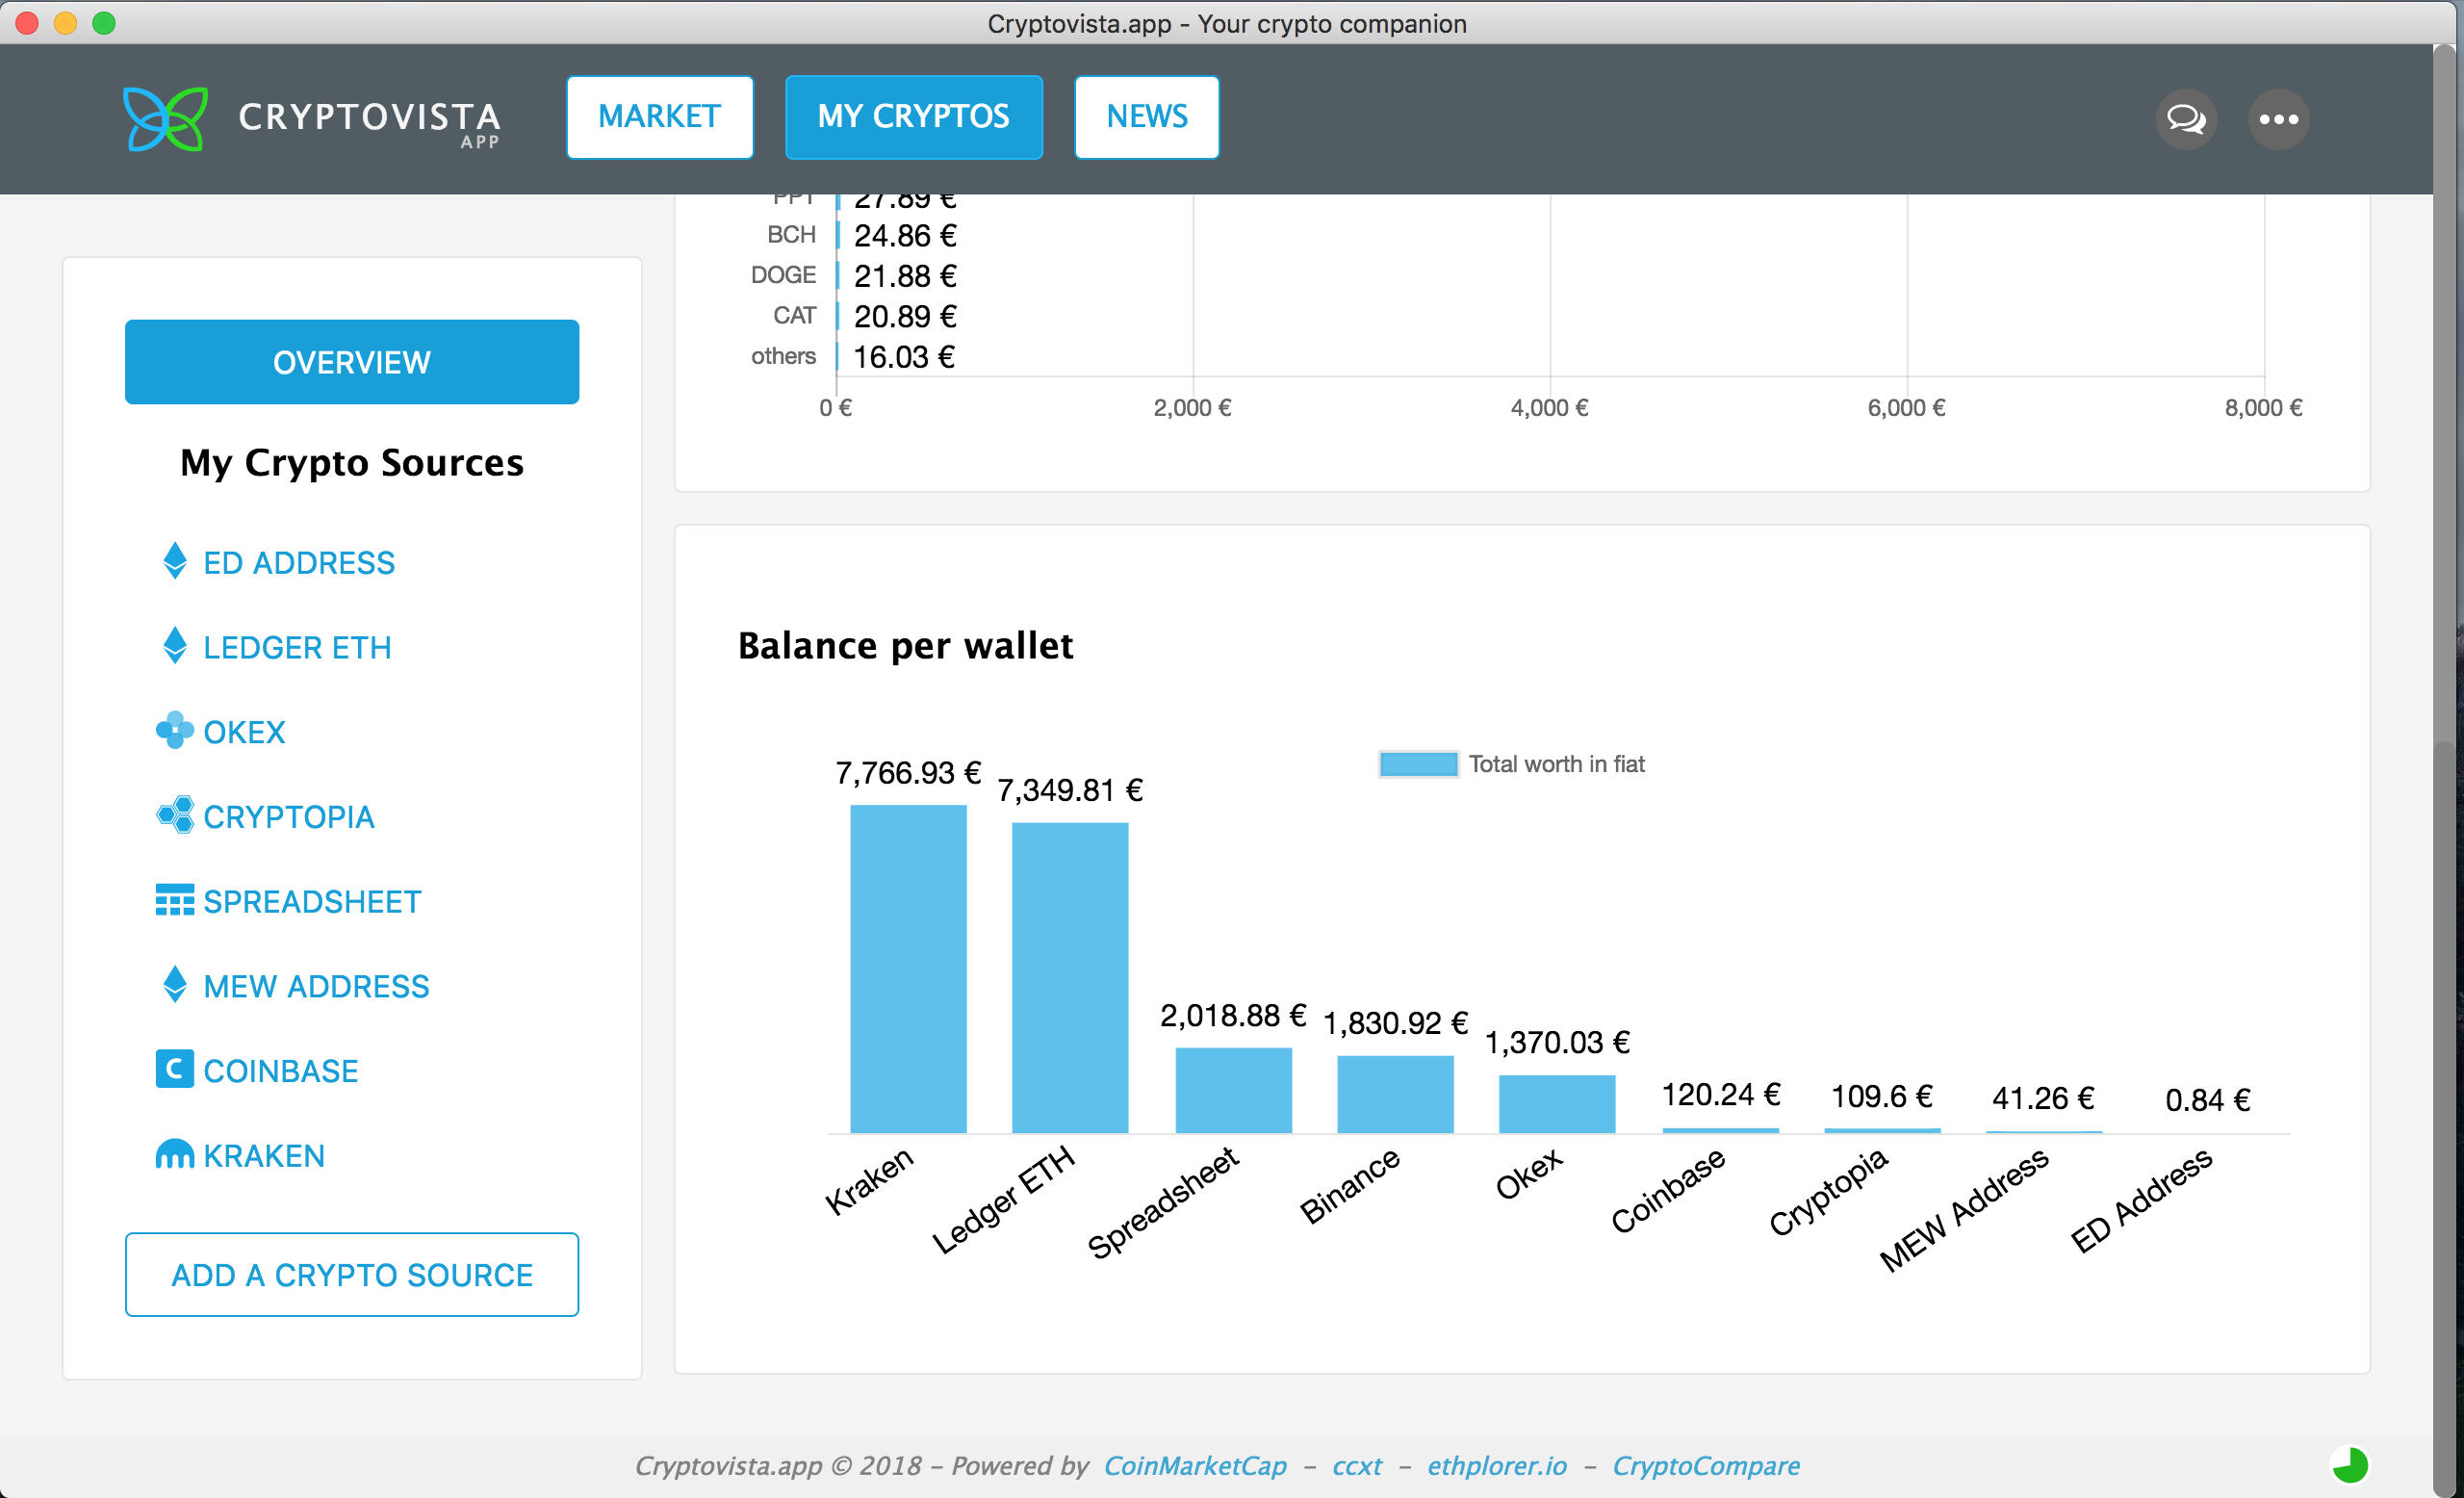 Cryptovista.app - Your crypto companion
CRYPTOVISTA
APP
MARKET
MY CRYPTOS
NEWS
OVERVIEW
My Crypto Sources
ED ADDRESS
LEDGER ETH
OKEX
CRYPTOPIA
SPREADSHEET
MEW ADDRESS
COINBASE
KRAKEN
ADD A CRYPTO SOURCE
PPT 27.89 €
BCH 24.86 €
DOGE 21.88 €
CAT 20.89 €
others 16.03 €
0 € 2,000 € 4,000 € 6,000 € 8,000 €
Balance per wallet
Total worth in fiat
7,766.93 € 7,349.81 € 2,018.88 € 1,830.92 € 1,370.03 € 120.24 € 109.6 € 41.26 € 0.84 €
Kraken Ledger ETH Spreadsheet Binance Okex Coinbase Cryptopia MEW Address ED Address
Cryptovista.app © 2018 – Powered by CoinMarketCap – ccxt – ethplorer.io – CryptoCompare